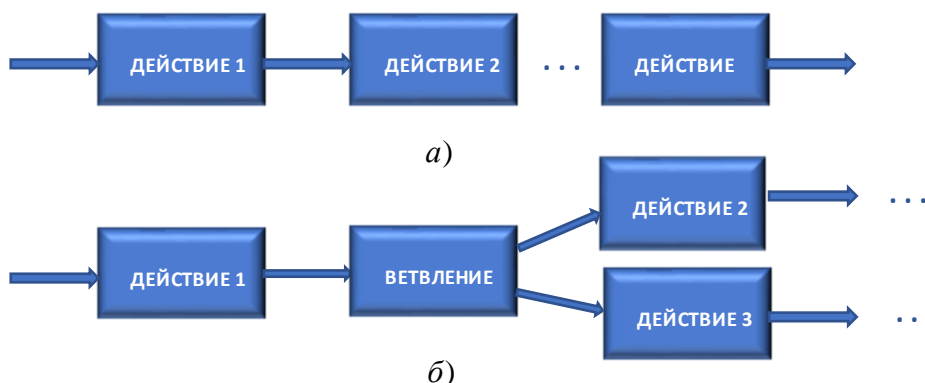 ДЕЙСТВИЕ 1 ДЕЙСТВИЕ 2 ... ДЕЙСТВИЕ
а)
ДЕЙСТВИЕ 2 ...
ДЕЙСТВИЕ 1 ВЕТВЛЕНИЕ
ДЕЙСТВИЕ 3 ..
б)